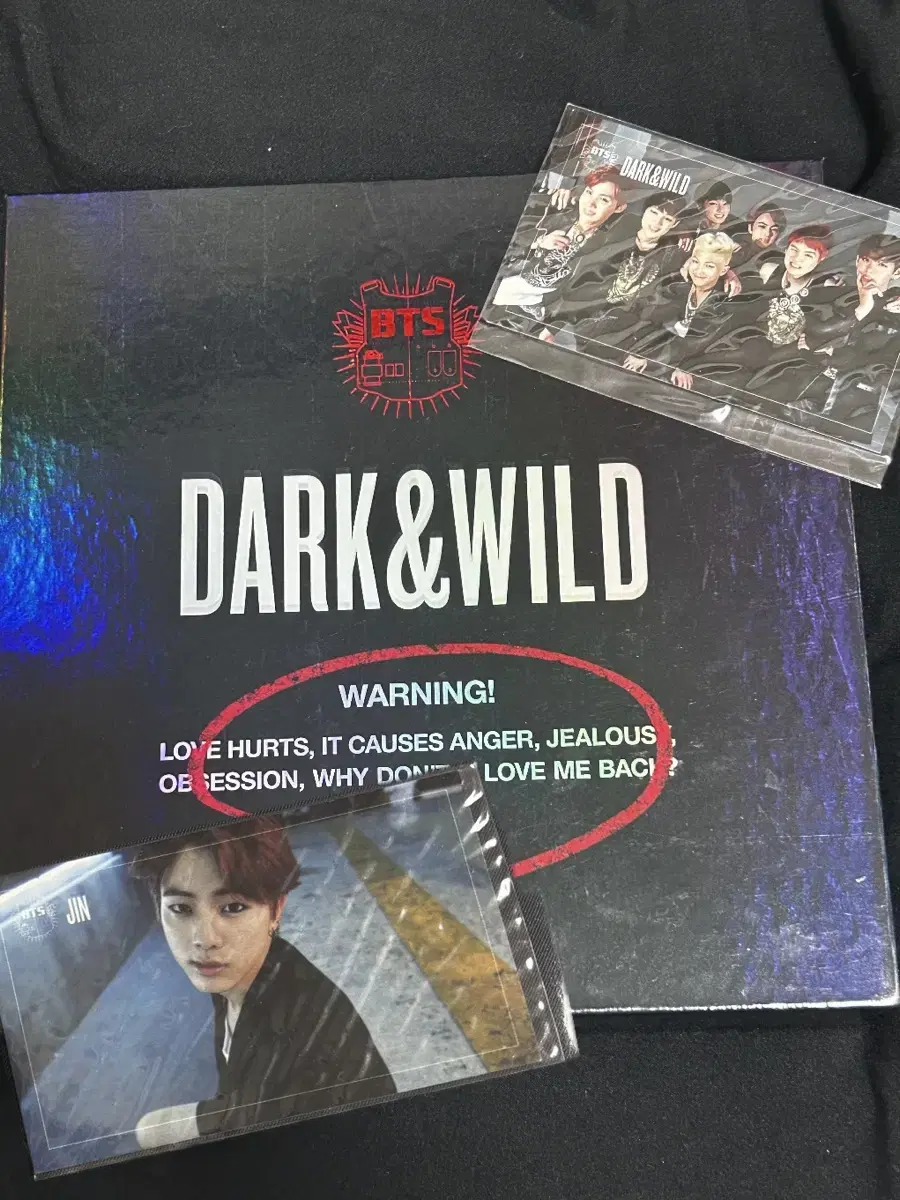 BTS
DARK&WILD
BTS
DARK&WILD
WARNING!
LOVE HURTS, IT CAUSES ANGER, JEALOUSY,
OBSESSION, WHY DON'T LOVE ME BACK?
BTS
JIN